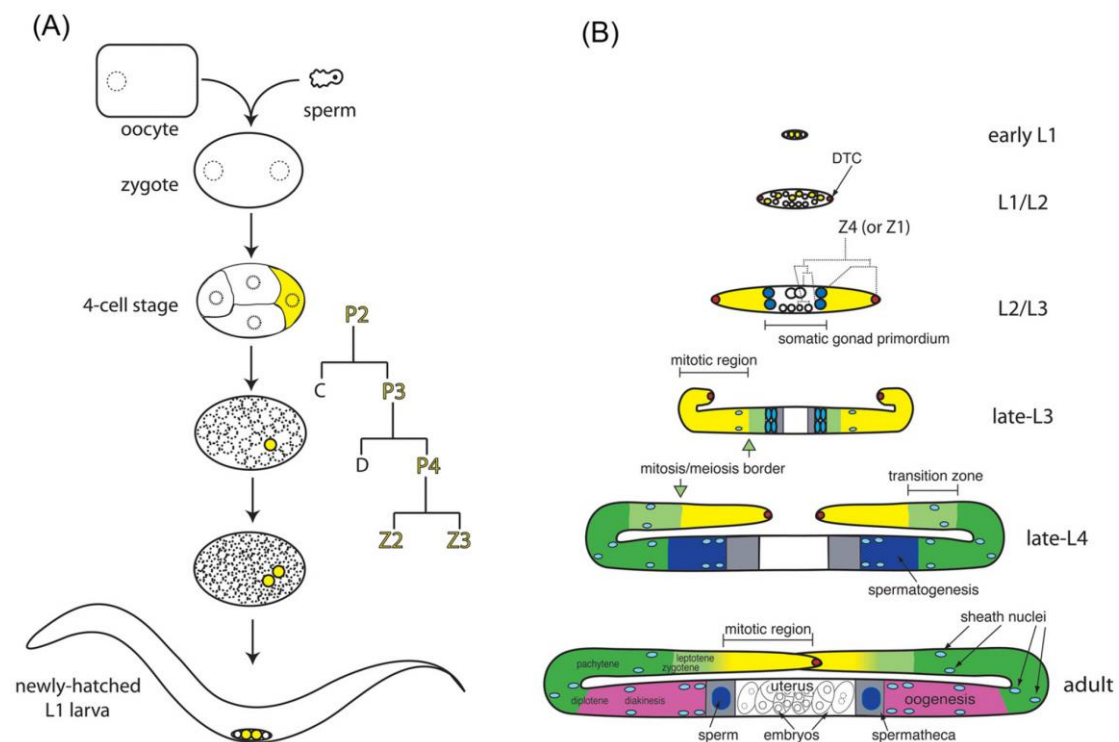 (A)
oocyte
sperm
zygote
4-cell stage
P2
C
P3
D
P4
Z2
Z3
newly-hatched
L1 larva
(B)
early L1
DTC
L1/L2
Z4 (or Z1)
L2/L3
somatic gonad primordium
mitotic region
late-L3
mitosis/meiosis border
transition zone
late-L4
spermatogenesis
mitotic region
sheath nuclei
pachytene
leptotene
zygotene
adult
diplotene
diakinesis
uterus
oogenesis
sperm
embryos
spermatheca